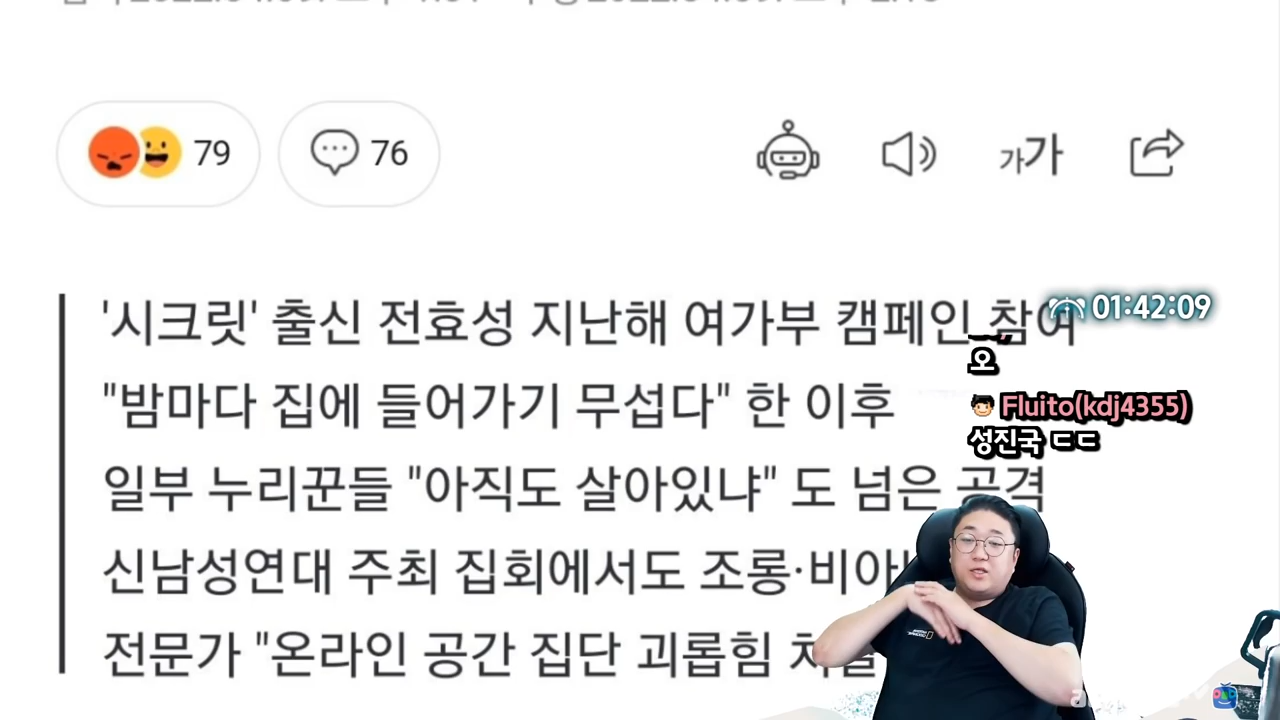 79
76
가가
'시크릿' 출신 전효성 지난해 여가부 캠페인 참여
01:42:09
오
"밤마다 집에 들어가기 무섭다" 한 이후
Fluito(kdj4355)
성진국 ㄷㄷ
일부 누리꾼들 "아직도 살아있냐" 도 넘은 공격
신남성연대 주최 집회에서도 조롱·비아
전문가 "온라인 공간 집단 괴롭힘